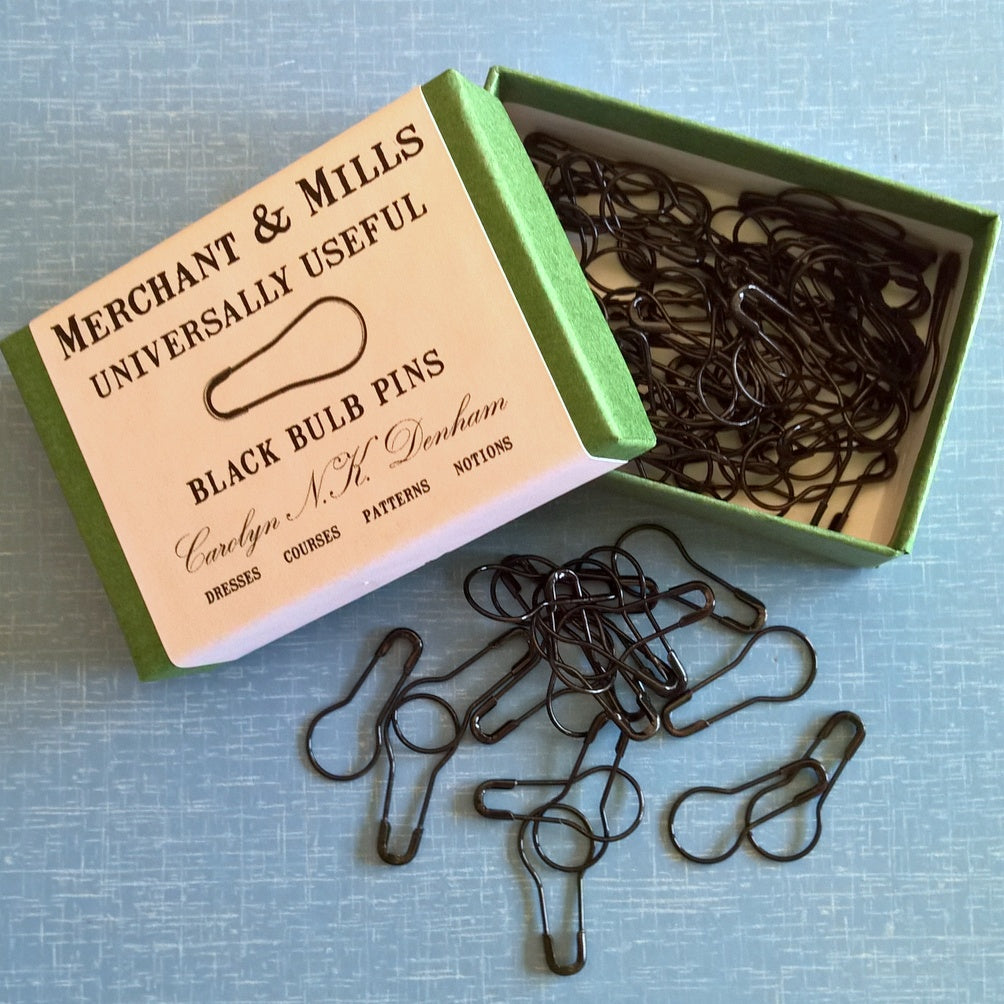 MERCHANT & MILLS
UNIVERSALLY USEFUL
BLACK BULB PINS
Carolyn N.K. Denham
DRESSES COURSES PATTERNS NOTIONS